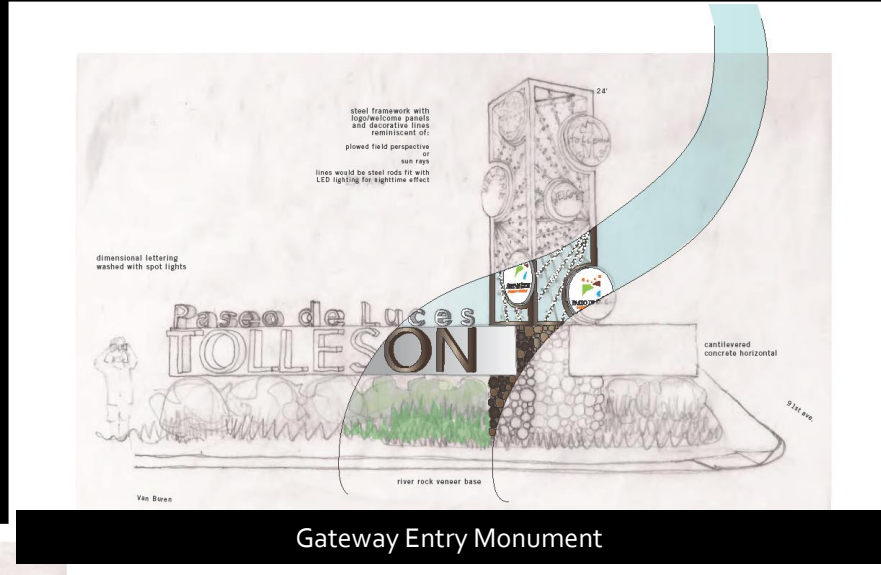 steel framework with
logo/welcome panels
and decorative lines
reminiscent of:
plowed field perspective
or
sun rays
lines would be steel rods fit with
LED lighting for nighttime effect
24'
TOLLESON
dimensional lettering
washed with spot lights
Paseo de Luces
TOLLESON
cantilevered
concrete horizontal
91st ave.
river rock veneer base
Van Buren
Gateway Entry Monument